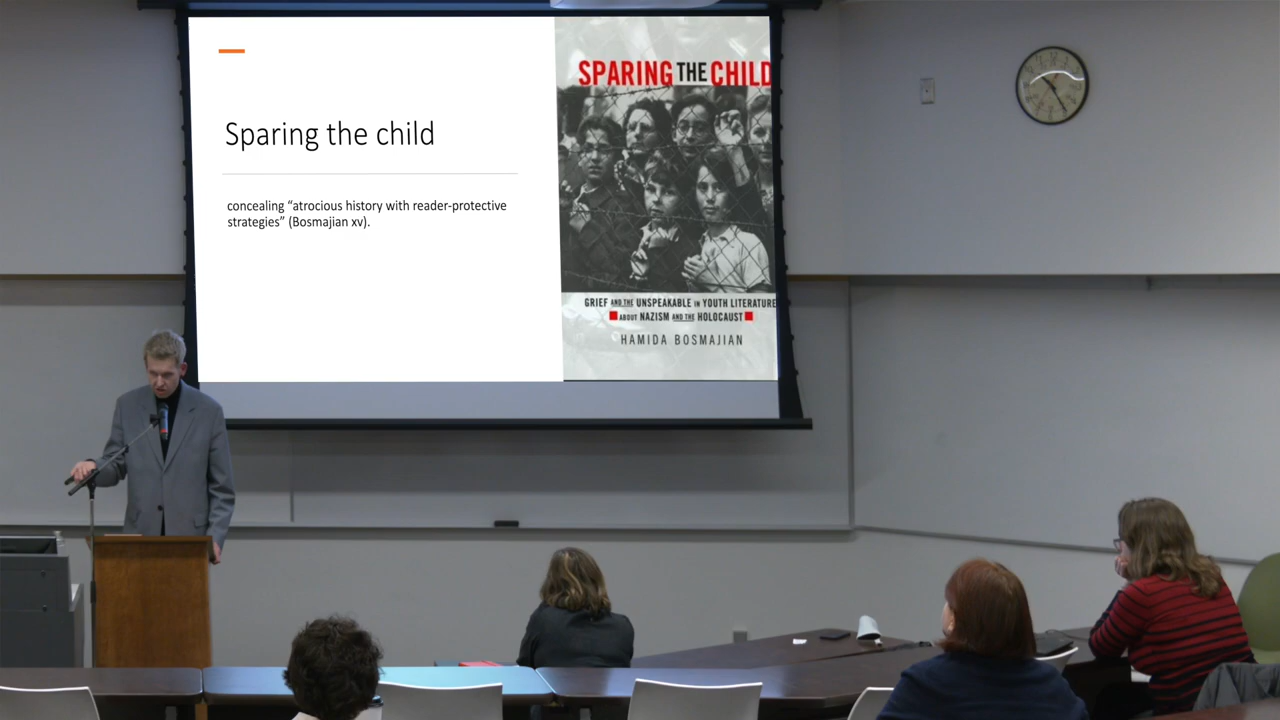 Sparing the child
concealing “atrocious history with reader-protective
strategies” (Bosmajian xv).
SPARING THE CHILD
GRIEF AND THE UNSPEAKABLE IN YOUTH LITERATURE
ABOUT NAZISM AND THE HOLOCAUST
HAMIDA BOSMAJIAN